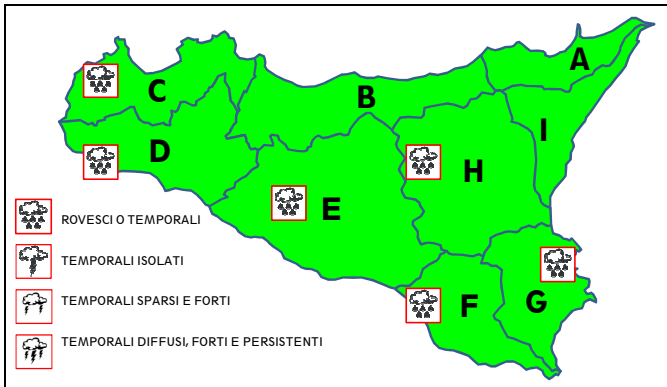 A
C
B
I
D
H
E
ROVESCI O TEMPORALI
TEMPORALI ISOLATI
F
G
TEMPORALI SPARSI E FORTI
TEMPORALI DIFFUSI, FORTI E PERSISTENTI